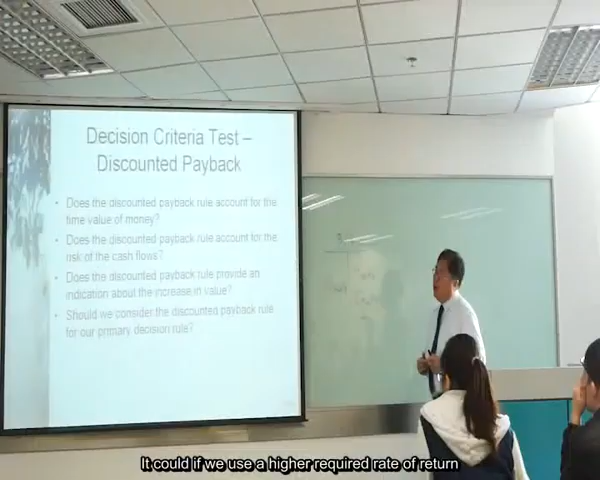 Decision Criteria Test –
Discounted Payback
• Does the discounted payback rule account for the
time value of money?
• Does the discounted payback rule account for the
risk of the cash flows?
• Does the discounted payback rule provide an
indication about the increase in value?
• Should we consider the discounted payback rule
for our primary decision rule?
It could if we use a higher required rate of return